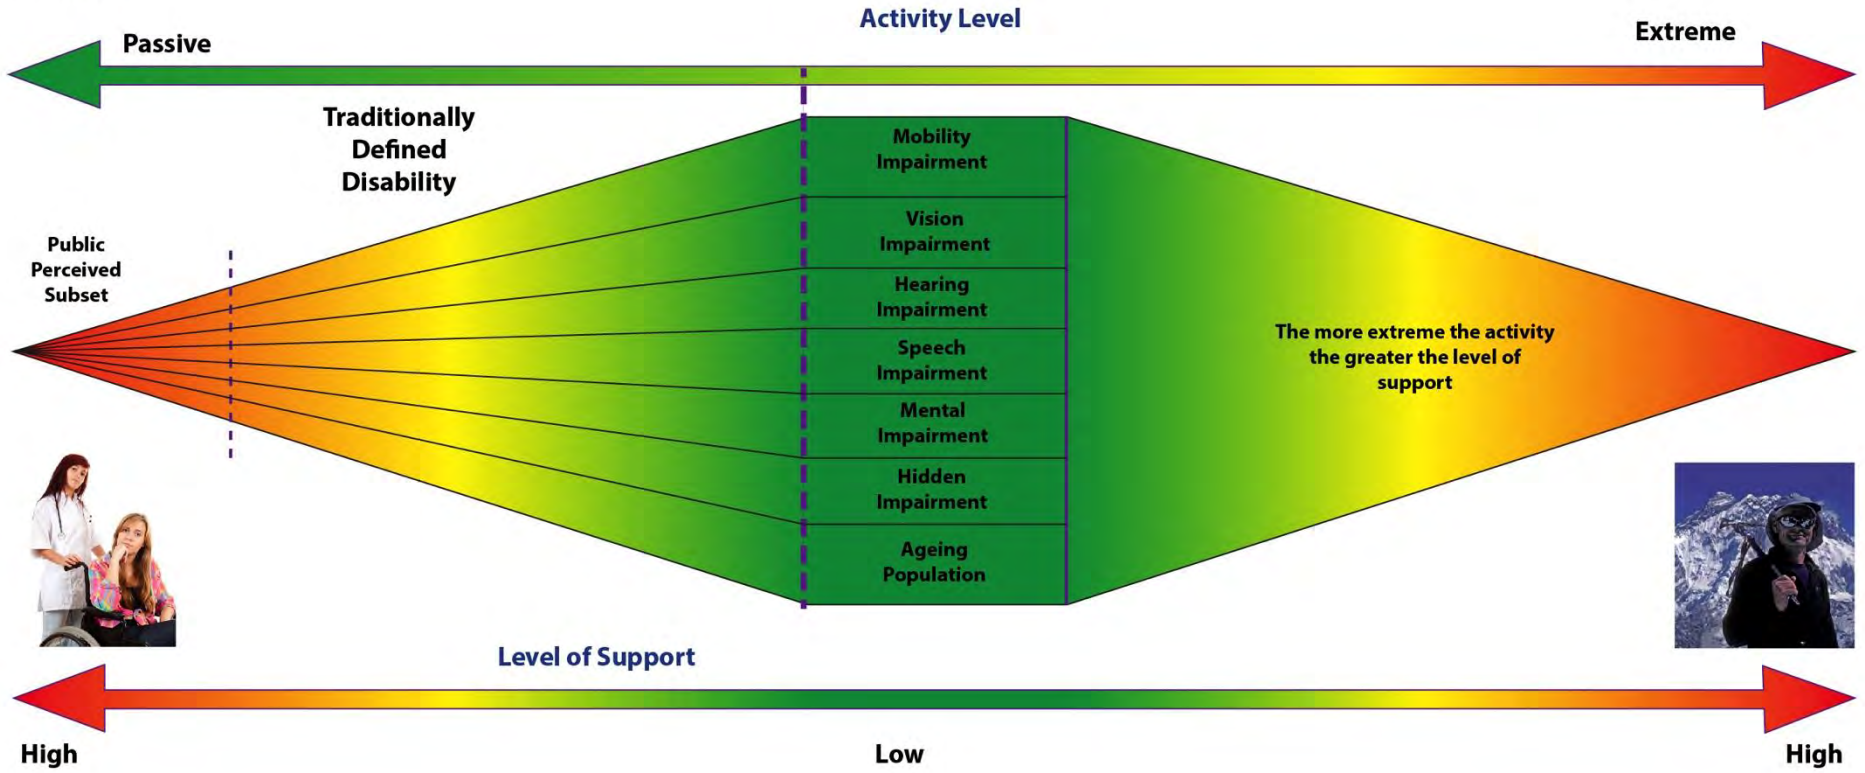 Activity Level
Passive
Extreme
Traditionally
Defined
Disability
Public
Perceived
Subset
Mobility
Impairment
Vision
Impairment
Hearing
Impairment
Speech
Impairment
Mental
Impairment
Hidden
Impairment
Ageing
Population
The more extreme the activity
the greater the level of
support
Level of Support
High
Low
High